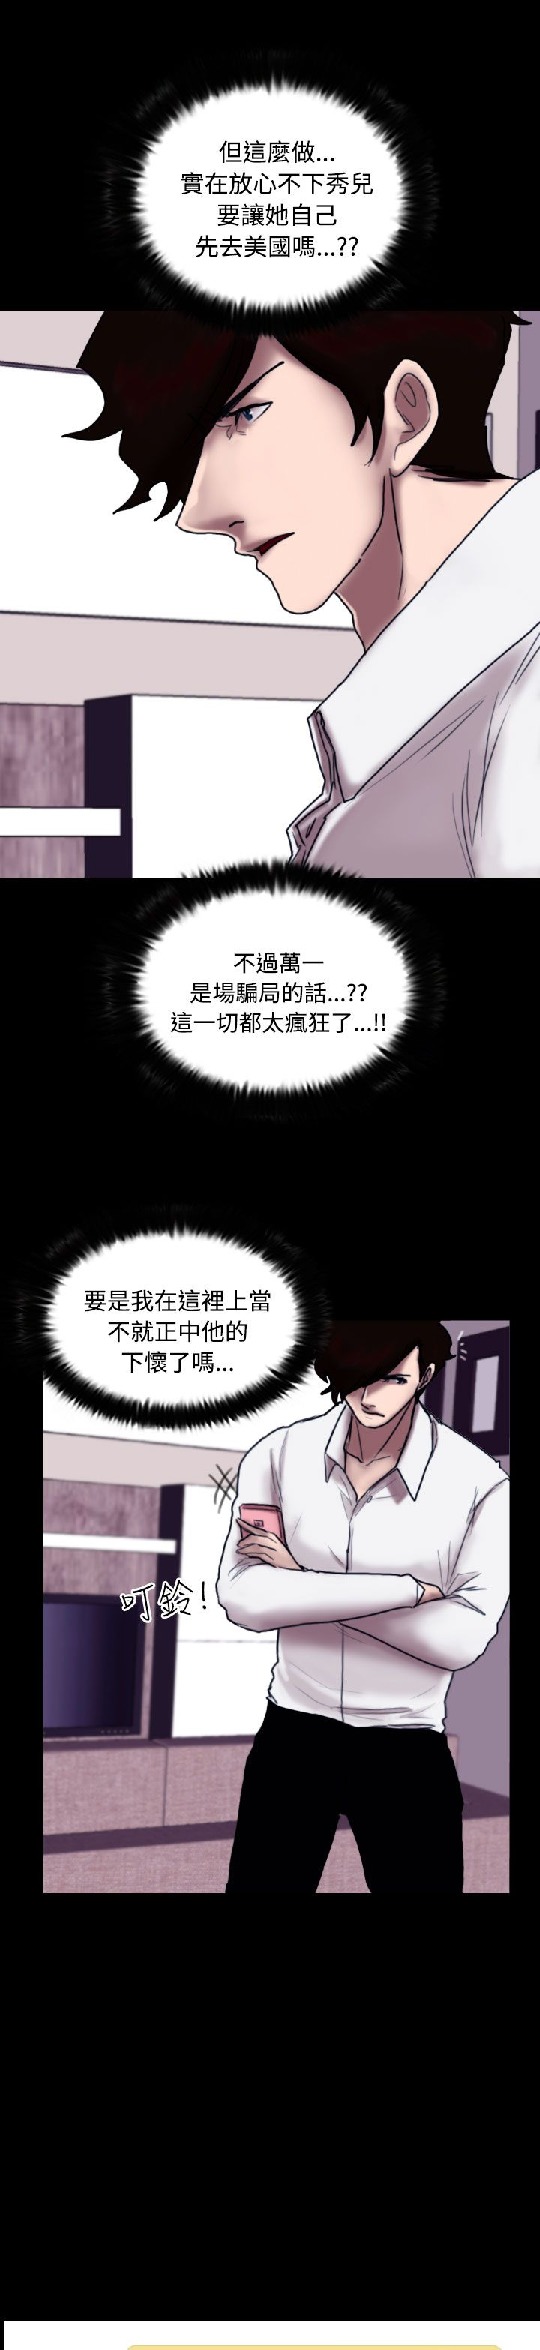 但這麼做...
實在放心不下秀兒
要讓她自己
先去美國嗎...??
不過萬一
是場騙局的話...??
這一切都太瘋狂了...!!
要是我在這裡上當
不就正中他的
下懷了嗎...
叮鈴!